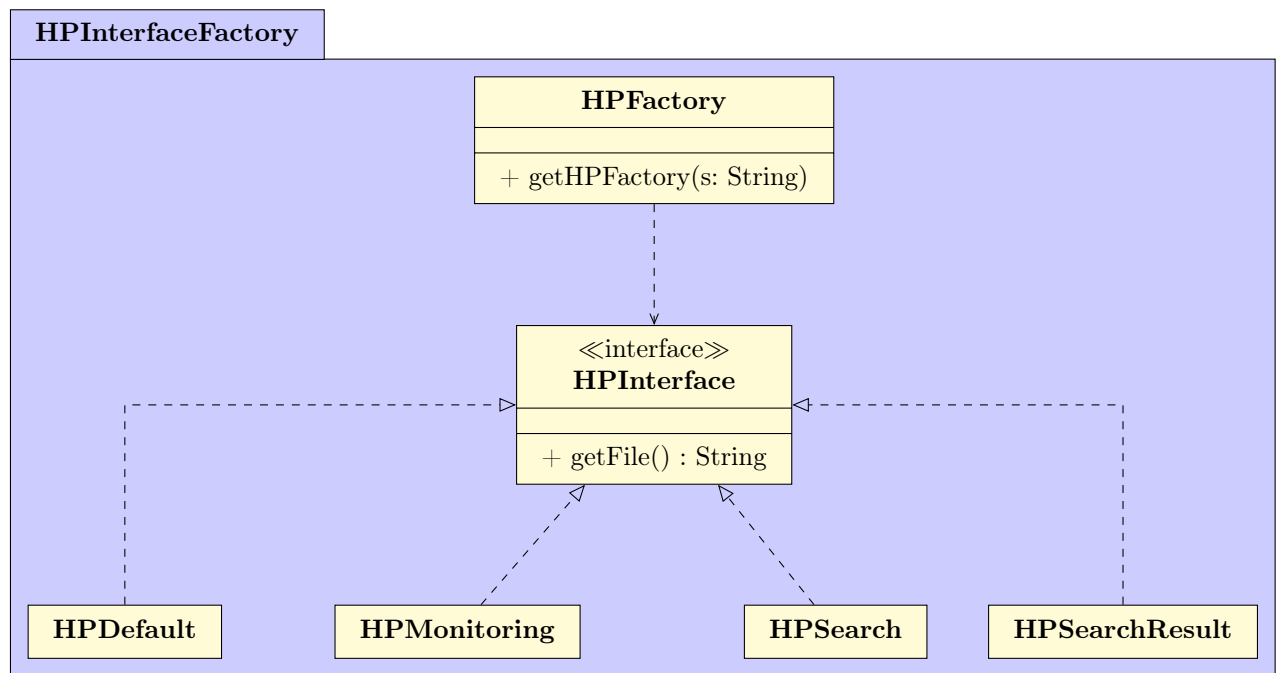 HPInterfaceFactory
HPFactory
+ getHPFactory(s: String)
≪interface≫
HPInterface
+ getFile() : String
HPDefault
HPMonitoring
HPSearch
HPSearchResult